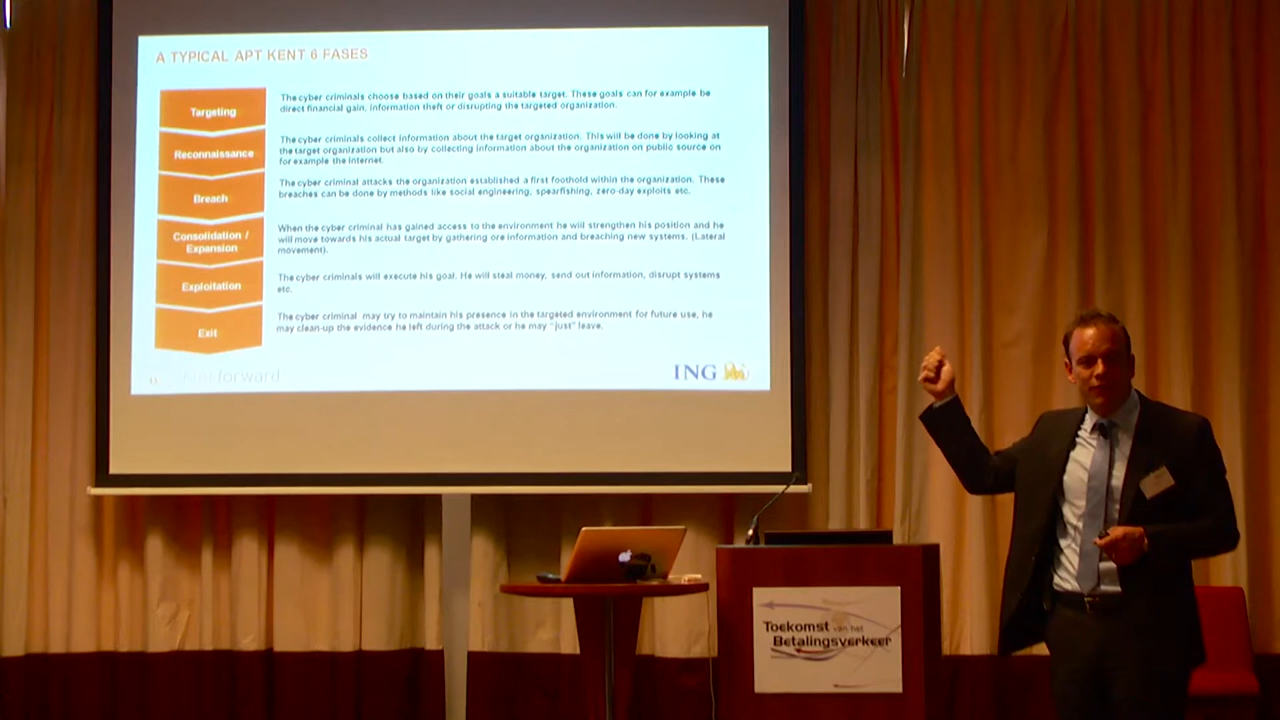 A TYPICAL APT KENT 6 FASES
Targeting
The cyber criminals choose based on their goals a suitable target. These goals can for example be
direct financial gain, information theft or disrupting the targeted organization.
Reconnaissance
The cyber criminals collect information about the target organization. This will be done by looking at
the target organization but also by collecting information about the organization on public source on
for example the internet.
Breach
The cyber criminal attacks the organization established a first foothold within the organization. These
breaches can be done by methods like social engineering, spearfishing, zero-day exploits etc.
Consolidation /
Expansion
When the cyber criminal has gained access to the environment he will strengthen his position and he
will move towards his actual target by gathering ore information and breaching new systems. (Lateral
movement).
Exploitation
The cyber criminals will execute his goal. He will steal money, send out information, disrupt systems
etc.
Exit
The cyber criminal may try to maintain his presence in the targeted environment for future use, he
may clean-up the evidence he left during the attack or he may "just" leave.
forward
ING
Toekomst van het
Betalingsverkeer